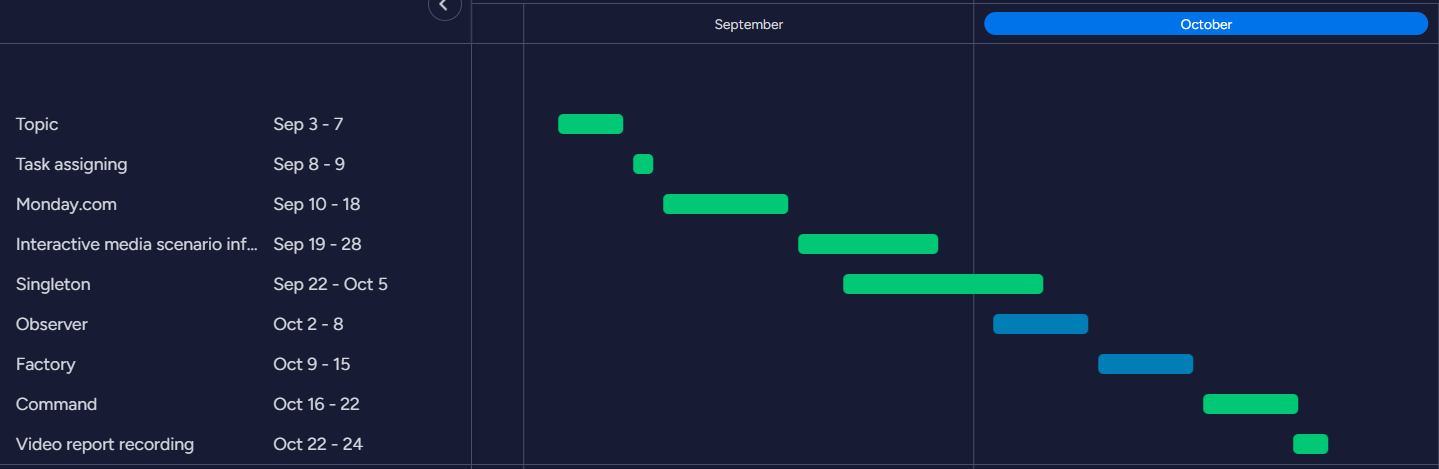 September October
Topic Sep 3 - 7
Task assigning Sep 8 - 9
Monday.com Sep 10 - 18
Interactive media scenario inf... Sep 19 - 28
Singleton Sep 22 - Oct 5
Observer Oct 2 - 8
Factory Oct 9 - 15
Command Oct 16 - 22
Video report recording Oct 22 - 24